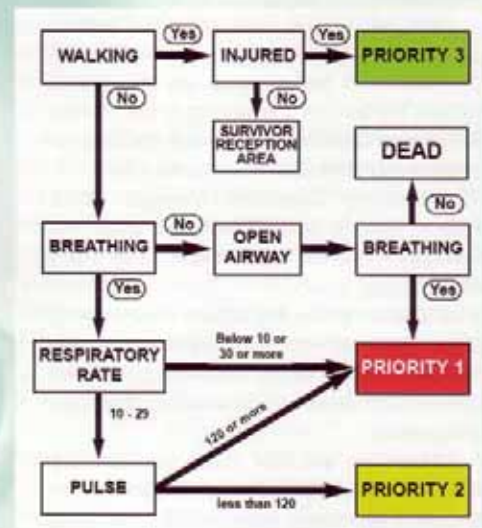 WALKING
Yes
INJURED
Yes
PRIORITY 3
No
No
SURVIVOR
RECEPTION
AREA
DEAD
No
BREATHING
No
OPEN
AIRWAY
BREATHING
Yes
Yes
RESPIRATORY
RATE
Below 10 or
30 or more
PRIORITY 1
10 - 29
120 or more
PULSE
less than 120
PRIORITY 2